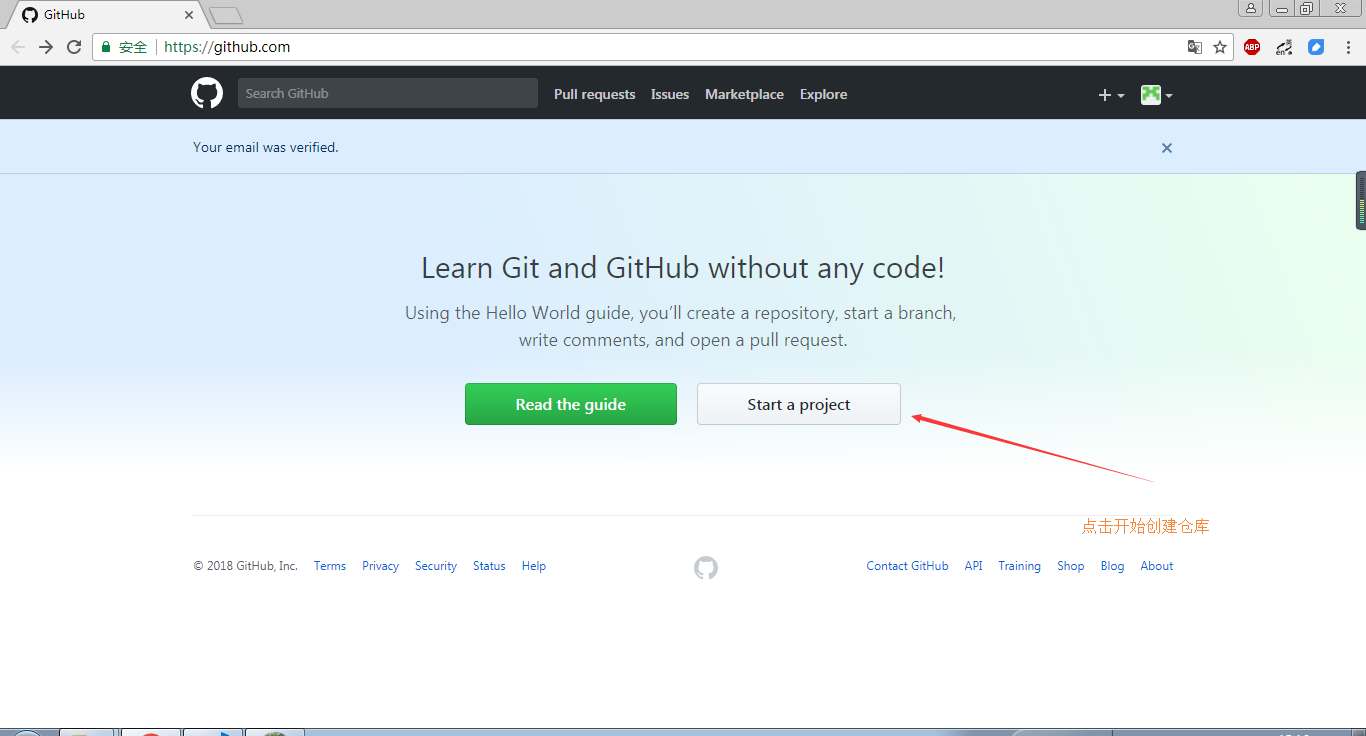 GitHub
安全
https://github.com
ABP
en
英
Search GitHub
Pull requests
Issues
Marketplace
Explore
Your email was verified.
Learn Git and GitHub without any code!
Using the Hello World guide, you’ll create a repository, start a branch,
write comments, and open a pull request.
Read the guide
Start a project
点击开始创建仓库
© 2018 GitHub, Inc.
Terms
Privacy
Security
Status
Help
Contact GitHub
API
Training
Shop
Blog
About